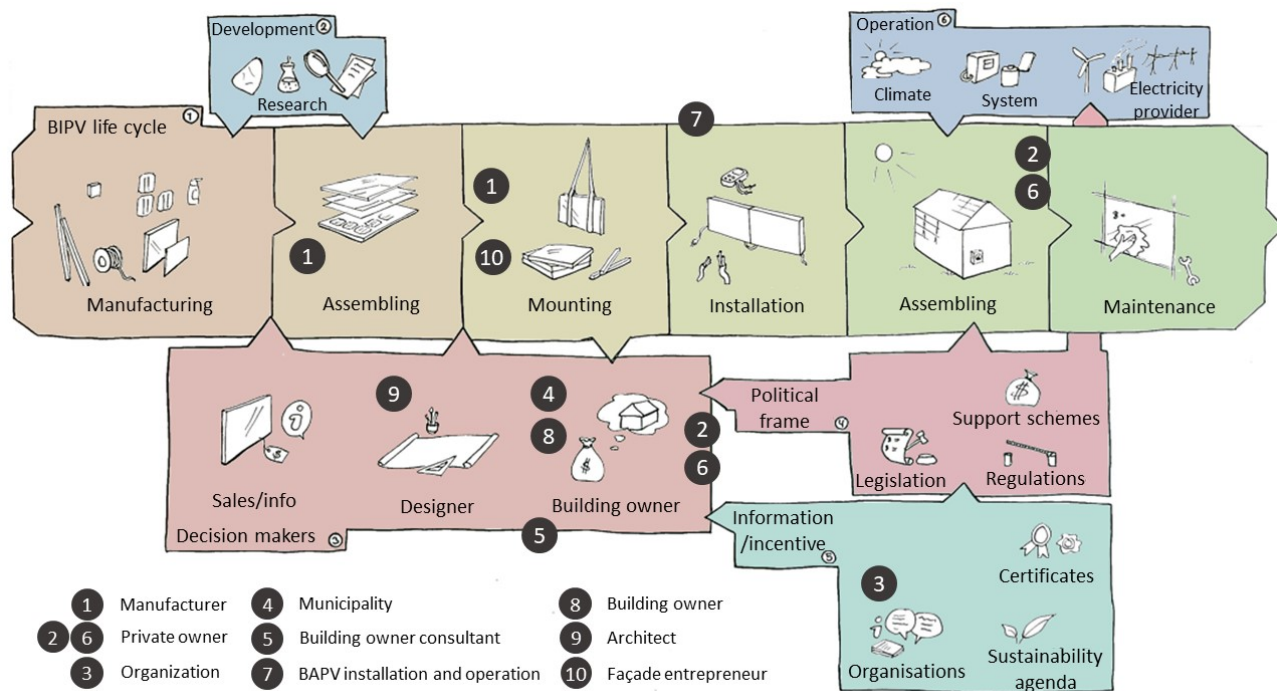 Development ②
Research
Operation ⑥
Climate
System
Electricity
provider
BIPV life cycle ①
7
2
6
1
1
10
Manufacturing
Assembling
Mounting
Installation
Assembling
Maintenance
9
4
8
2
6
$
i
$
$
Sales/info
Designer
Building owner
Decision makers ③
5
Political
frame ④
Support schemes
Legislation
Regulations
Information
/incentive ⑤
3
i
Certificates
Organisations
Sustainability
agenda
1 Manufacturer
2 6 Private owner
3 Organization
4 Municipality
5 Building owner consultant
7 BAPV installation and operation
8 Building owner
9 Architect
10 Façade entrepreneur